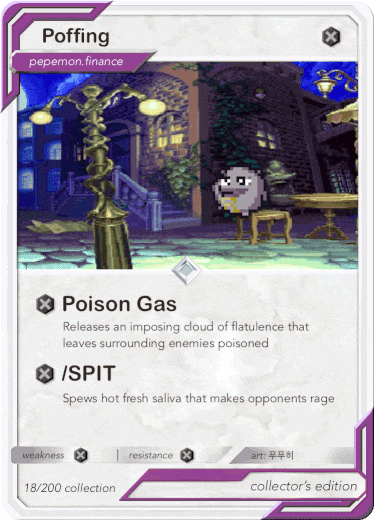 Poffing
pepemon.finance
Poison Gas
Releases an imposing cloud of flatulence that
leaves surrounding enemies poisoned
/SPIT
Spews hot fresh saliva that makes opponents rage
weakness | resistance art: 푸푸히
18/200 collection collector's edition